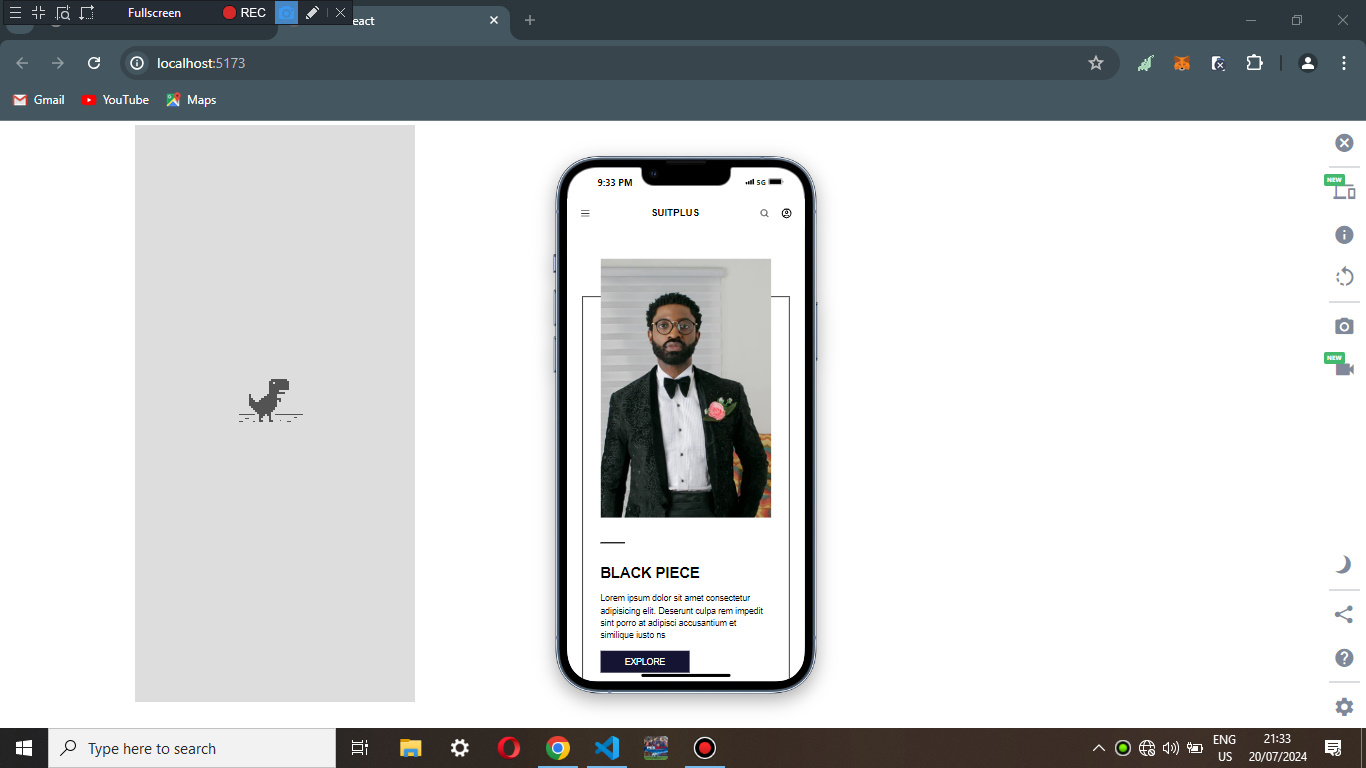 Fullscreen
REC
eact
localhost:5173
Gmail
YouTube
Maps
NEW
NEW
9:33 PM
5G
SUITPLUS
BLACK PIECE
Lorem ipsum dolor sit amet consectetur
adipisicing elit. Deserunt culpa rem impedit
sint porro at adipisci accusantium et
similique iusto ns
EXPLORE
Type here to search
ENG
US
21:33
20/07/2024